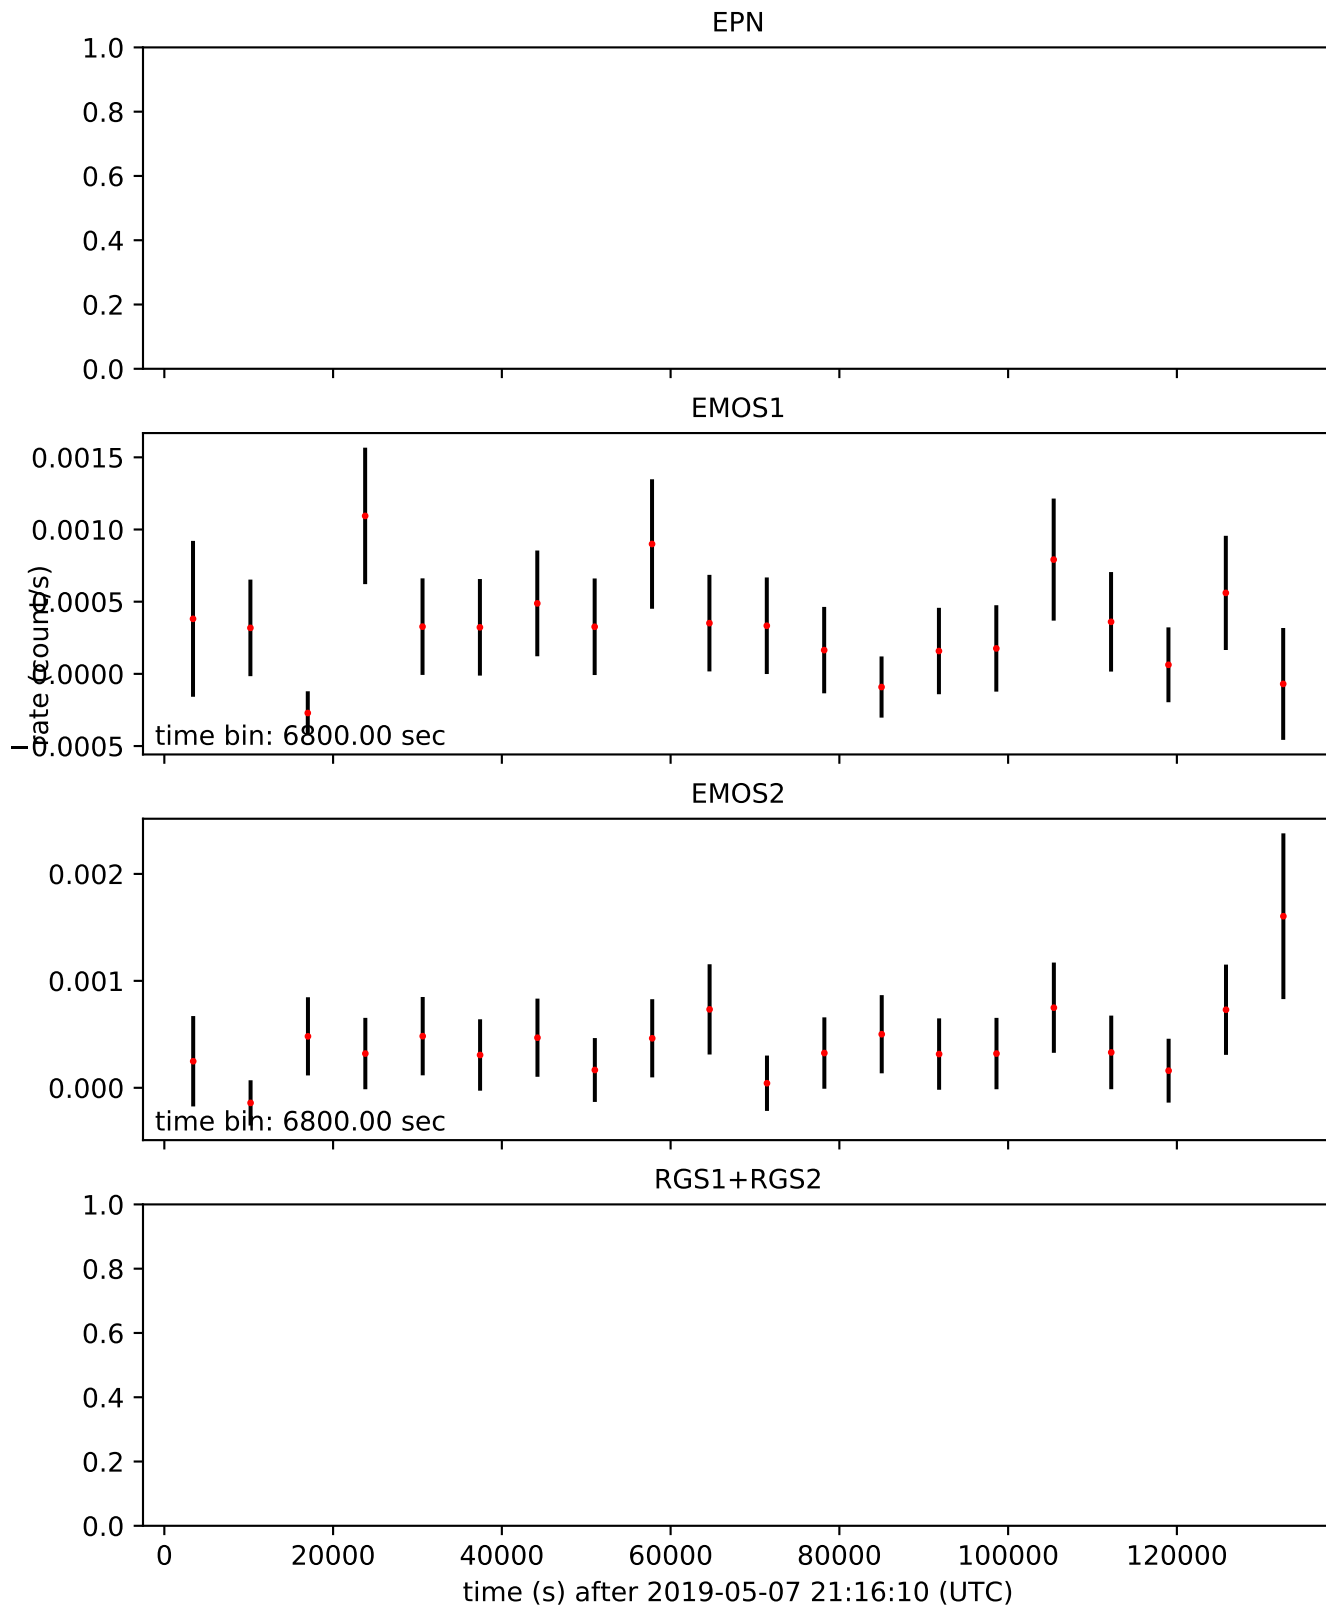 EPN
1.0
0.8
0.6
0.4
0.2
0.0
EMOS1
0.0015
0.0010
0.0005
0.0000
−0.0005
rate (count/s)
time bin: 6800.00 sec
EMOS2
0.002
0.001
0.000
time bin: 6800.00 sec
RGS1+RGS2
1.0
0.8
0.6
0.4
0.2
0.0
0 20000 40000 60000 80000 100000 120000
time (s) after 2019-05-07 21:16:10 (UTC)